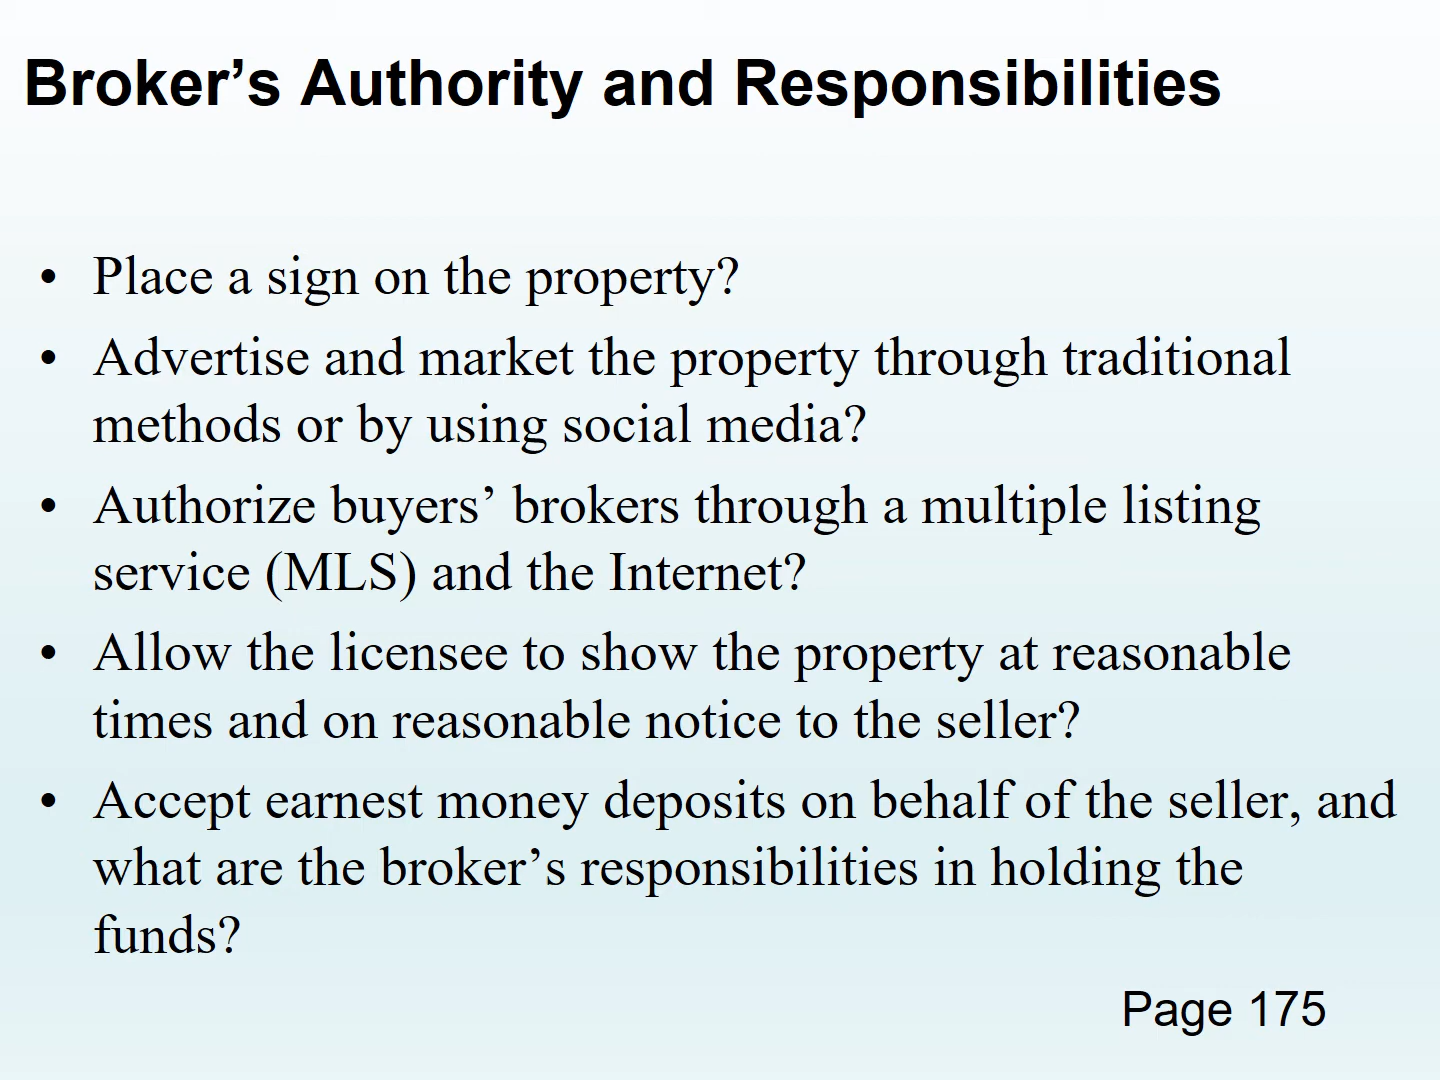 Broker’s Authority and Responsibilities
• Place a sign on the property?
• Advertise and market the property through traditional
methods or by using social media?
• Authorize buyers’ brokers through a multiple listing
service (MLS) and the Internet?
• Allow the licensee to show the property at reasonable
times and on reasonable notice to the seller?
• Accept earnest money deposits on behalf of the seller, and
what are the broker’s responsibilities in holding the
funds?
Page 175